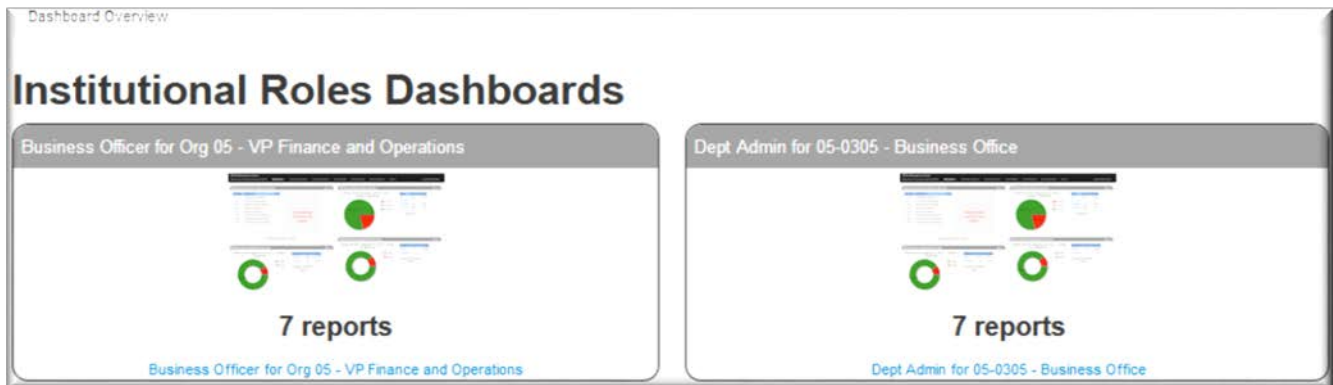 Dashboard Overview
Institutional Roles Dashboards
Business Officer for Org 05 - VP Finance and Operations
7 reports
Business Officer for Org 05 - VP Finance and Operations
Dept Admin for 05-0305 - Business Office
7 reports
Dept Admin for 05-0305 - Business Office